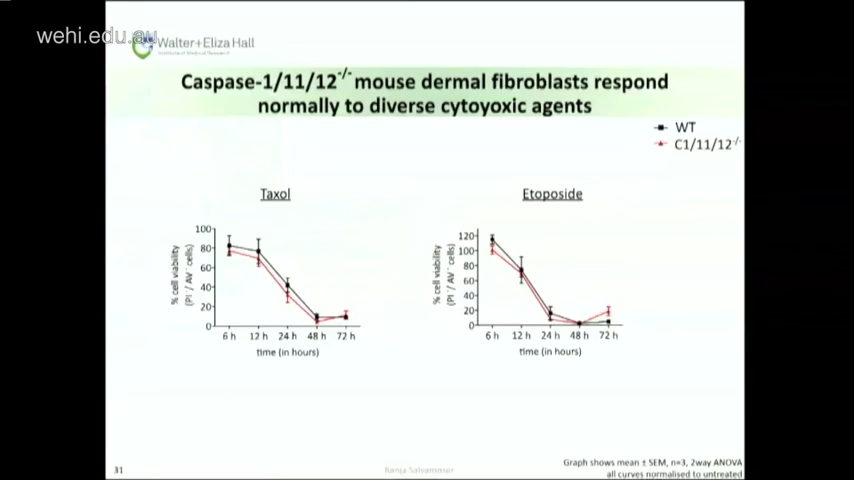 wehi.edu.au
Walter+Eliza Hall
Institute of Medical Research
Caspase-1/11/12-/- mouse dermal fibroblasts respond
normally to diverse cytoyoxic agents
WT
C1/11/12-/-
Taxol
% cell viability
(PI-/ AV- cells)
100
80
60
40
20
0
6 h 12 h 24 h 48 h 72 h
time (in hours)
Etoposide
% cell viability
(PI-/ AV- cells)
120
100
80
60
40
20
0
6 h 12 h 24 h 48 h 72 h
time (in hours)
31
Graph shows mean ± SEM, n=3, 2way ANOVA
all curves normalised to untreated